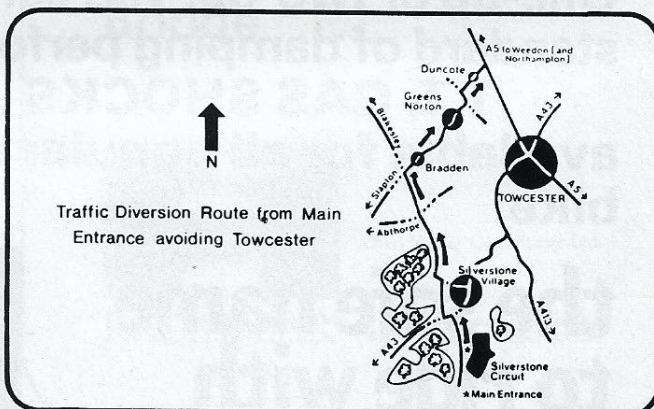 N
Traffic Diversion Route from Main
Entrance avoiding Towcester
A5 to Weedon [and
Northampton]
Duncote
Greens
Norton
A43
Blakesley
Bradden
Slapton
TOWCESTER
A5
Abthorpe
Silverstone
Village
A43
A413
Silverstone
Circuit
*Main Entrance